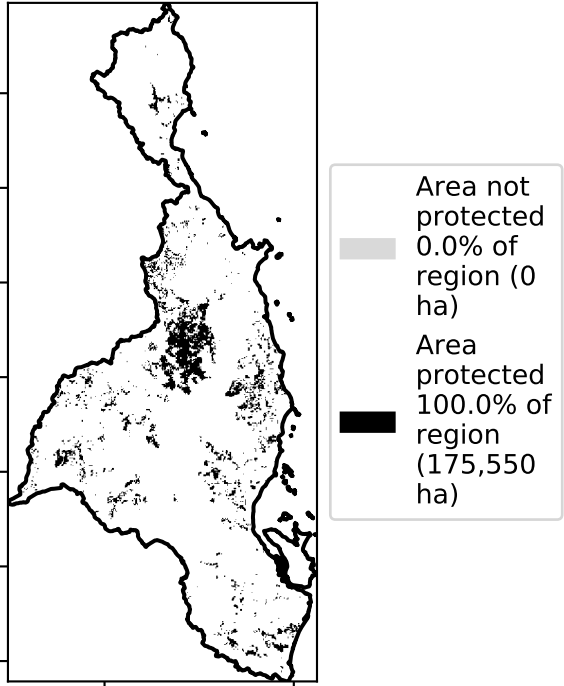 Area not
protected
0.0% of
region (0
ha)
Area
protected
100.0% of
region
(175,550
ha)